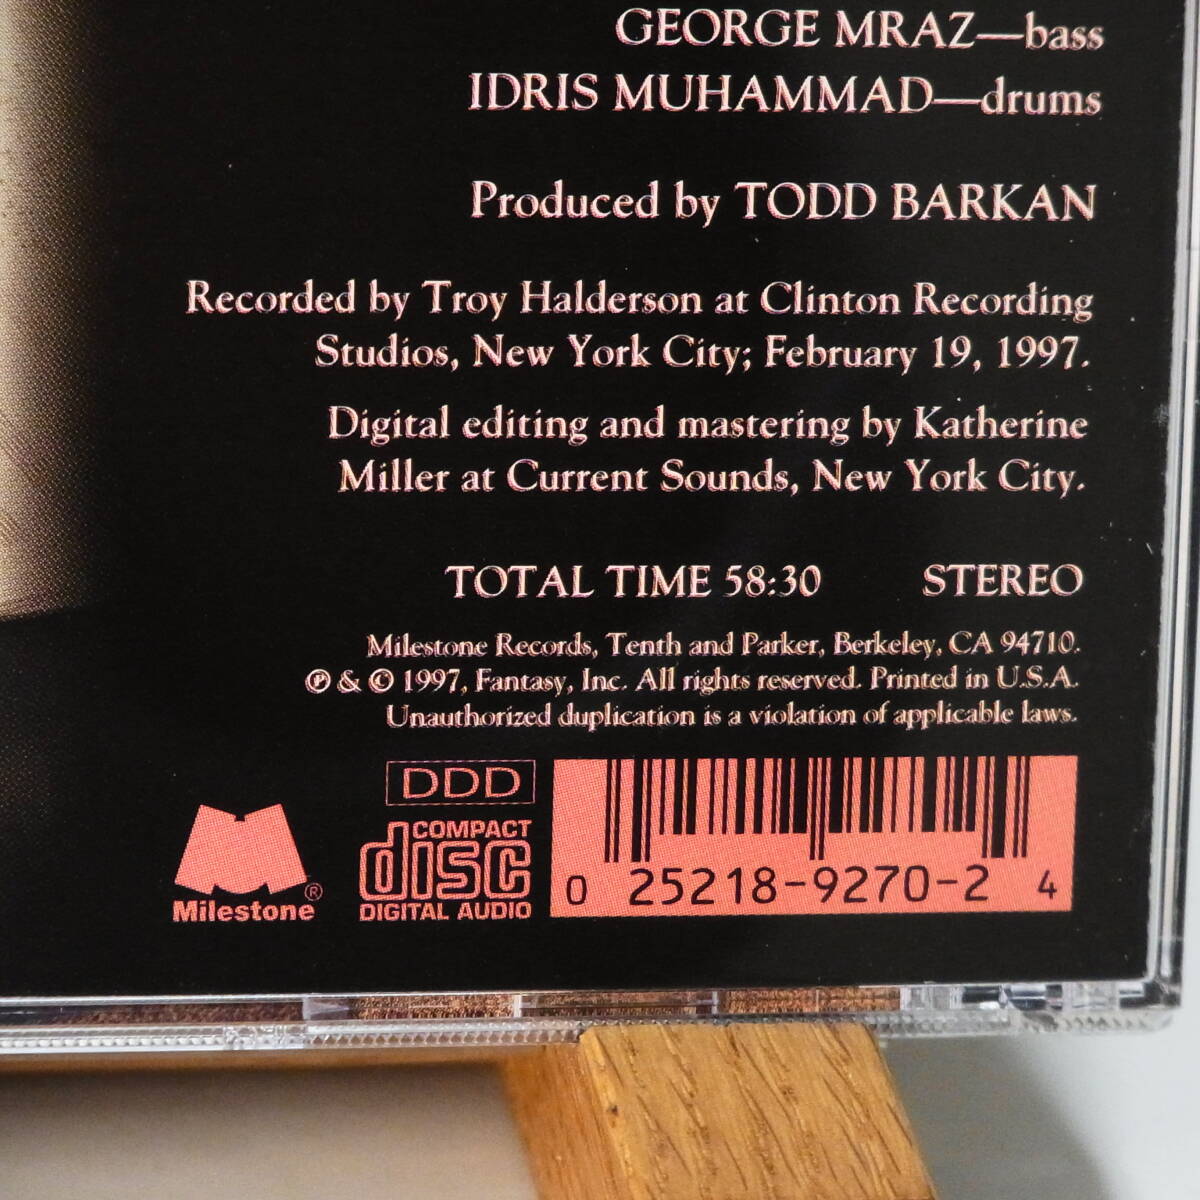 GEORGE MRAZ—bass
IDRIS MUHAMMAD—drums
Produced by TODD BARKAN
Recorded by Troy Halderson at Clinton Recording
Studios, New York City; February 19, 1997.
Digital editing and mastering by Katherine
Miller at Current Sounds, New York City.
TOTAL TIME 58:30 STEREO
Milestone Records, Tenth and Parker, Berkeley, CA 94710.
℗ & © 1997, Fantasy, Inc. All rights reserved. Printed in U.S.A.
Unauthorized duplication is a violation of applicable laws.
DDD
Milestone ®
COMPACT
disc
DIGITAL AUDIO
0 25218-9270-2 4